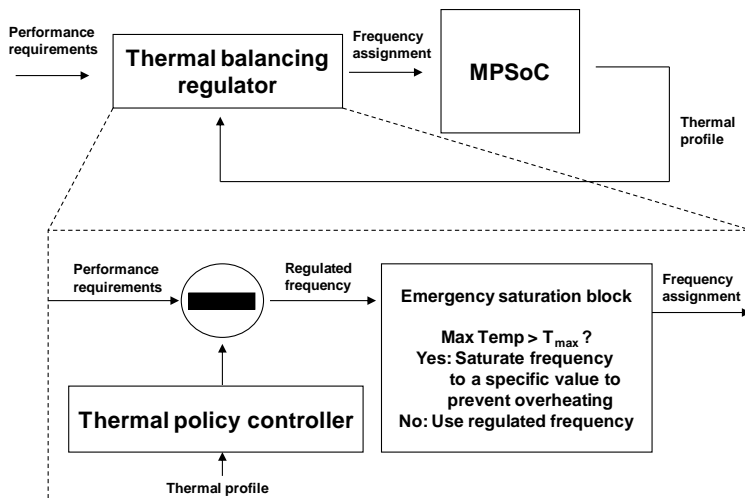 Performance
requirements
Thermal balancing
regulator
Frequency
assignment
MPSoC
Thermal
profile
Performance
requirements
Regulated
frequency
Emergency saturation block
Max Temp > Tmax ?
Yes: Saturate frequency
to a specific value to
prevent overheating
No: Use regulated frequency
Frequency
assignment
Thermal policy controller
Thermal profile